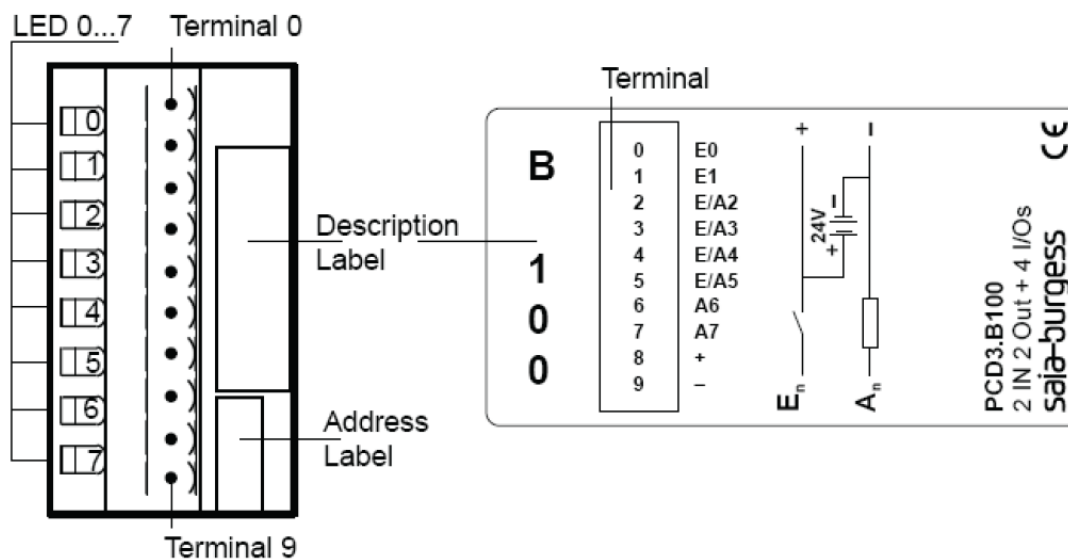 LED 0...7
Terminal 0
0
1
2
3
4
5
6
7
Description
Label
Address
Label
Terminal 9
Terminal
B
1
0
0
0 E0
1 E1
2 E/A2
3 E/A3
4 E/A4
5 E/A5
6 A6
7 A7
8 +
9 –
+ –
24V
+ –
En An
PCD3.B100
2 IN 2 Out + 4 I/Os
saia-burgess
CE